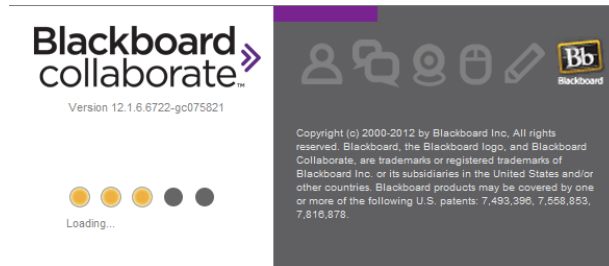 Blackboard
collaborate™
Version 12.1.6.6722-gc075821
Loading...
Bb
Blackboard
Copyright (c) 2000-2012 by Blackboard Inc, All rights
reserved. Blackboard, the Blackboard logo, and Blackboard
Collaborate, are trademarks or registered trademarks of
Blackboard Inc. or its subsidiaries in the United States and/or
other countries. Blackboard products may be covered by one
or more of the following U.S. patents: 7,493,396, 7,558,853,
7,816,878.